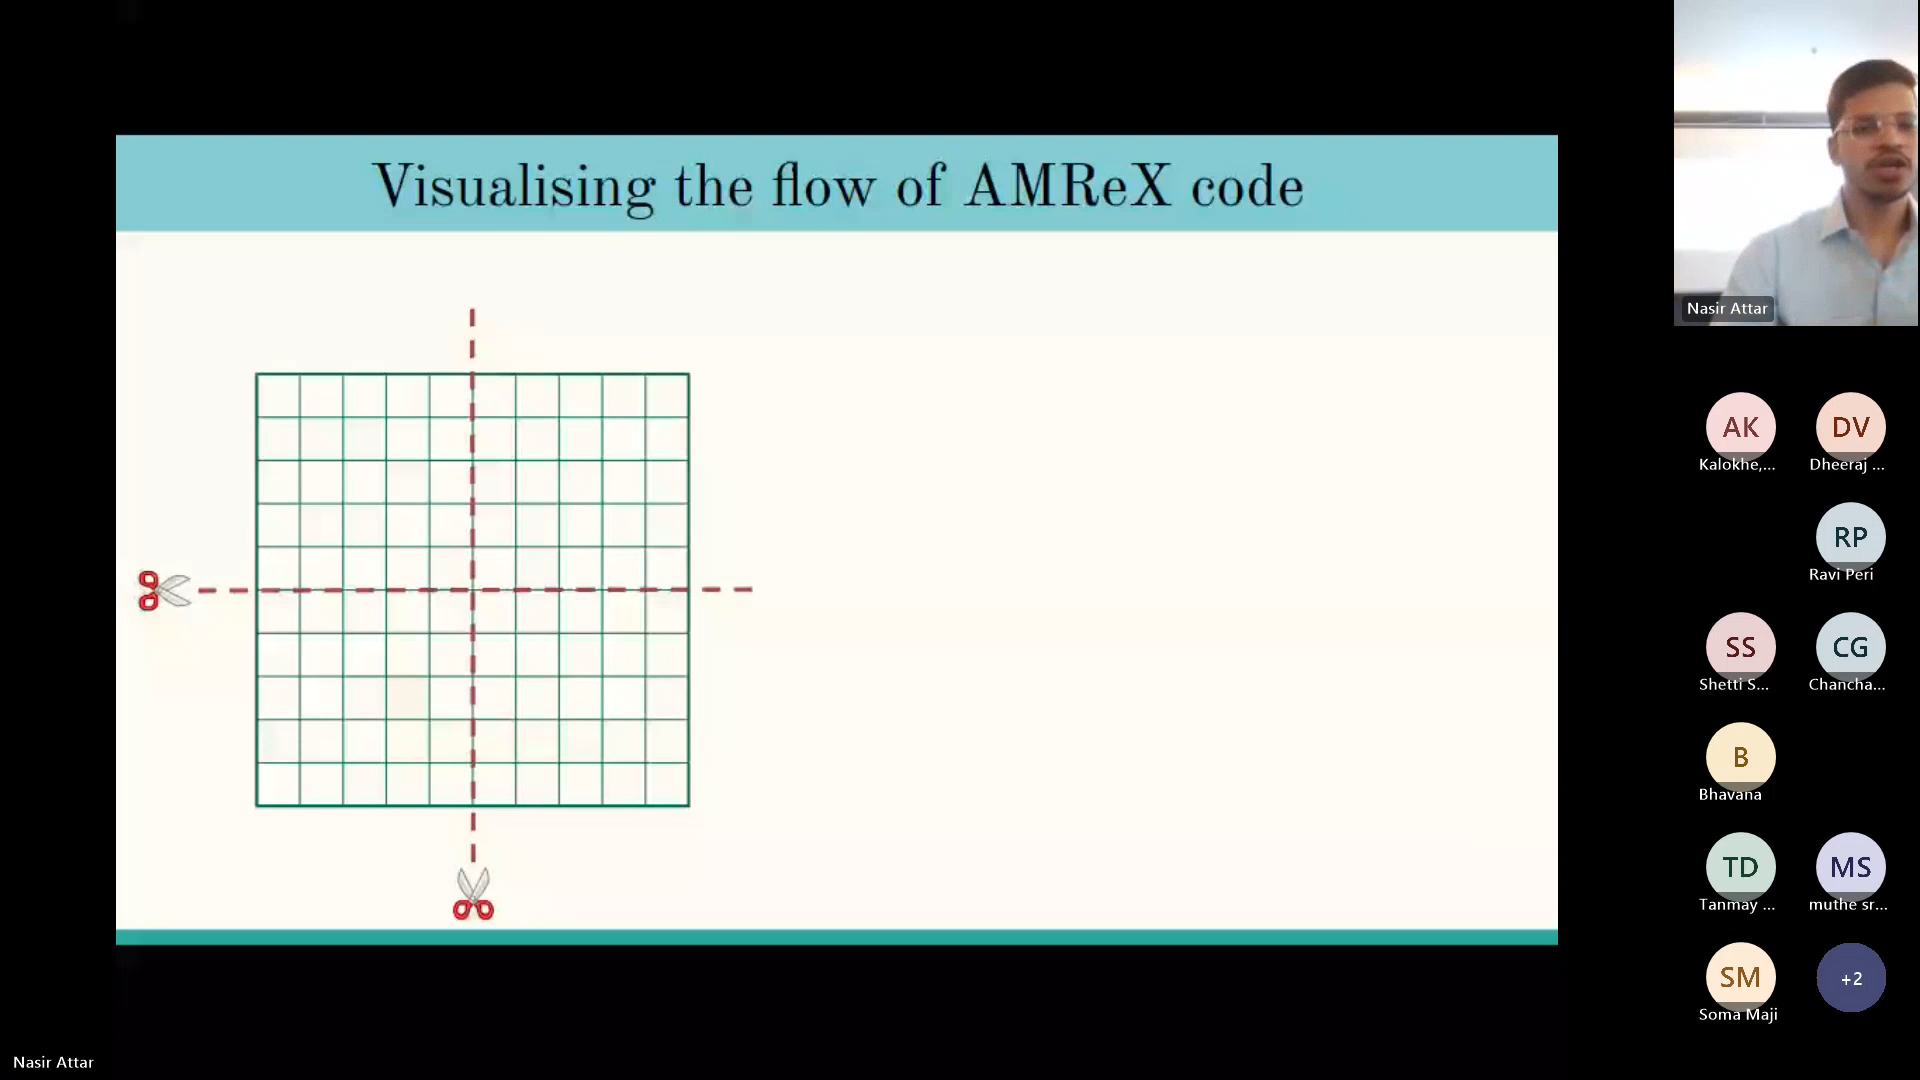 Visualising the flow of AMReX code
Nasir Attar
AK
Kalokhe,...
DV
Dheeraj ...
RP
Ravi Peri
SS
Shetti S...
CG
Chancha...
B
Bhavana
TD
Tanmay ...
MS
muthe sr...
SM
Soma Maji
+2
Nasir Attar